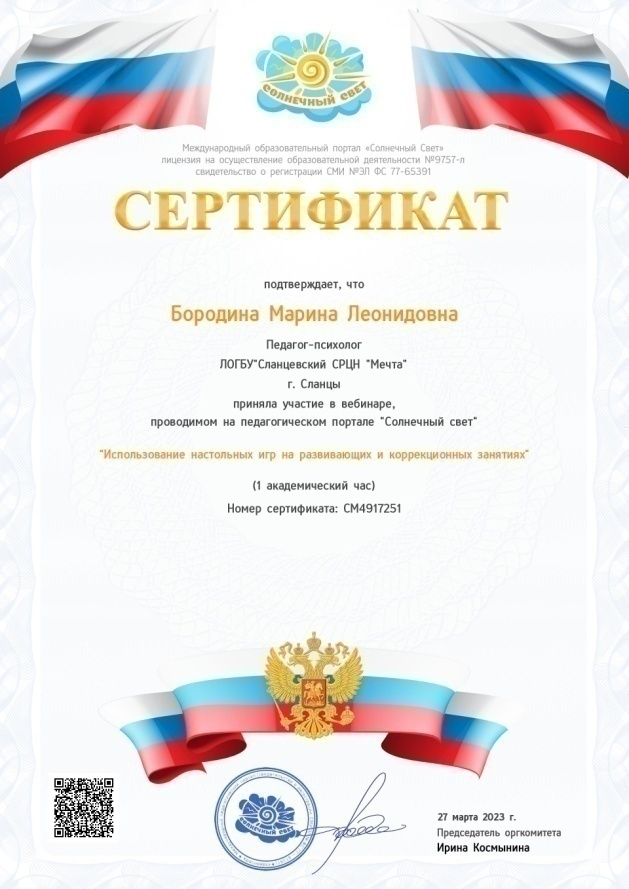 СОЛНЕЧНЫЙ СВЕТ
Международный образовательный портал «Солнечный Свет»
лицензия на осуществление образовательной деятельности №9757-л
свидетельство о регистрации СМИ №ЭЛ ФС 77-65391
СЕРТИФИКАТ
подтверждает, что
Бородина Марина Леонидовна
Педагог-психолог
ЛОГБУ"Сланцевский СРЦН "Мечта"
г. Сланцы
приняла участие в вебинаре,
проводимом на педагогическом портале "Солнечный свет"
"Использование настольных игр на развивающих и коррекционных занятиях"
(1 академический час)
Номер сертификата: СМ4917251
СОЛНЕЧНЫЙ СВЕТ
27 марта 2023 г.
Председатель оргкомитета
Ирина Космынина